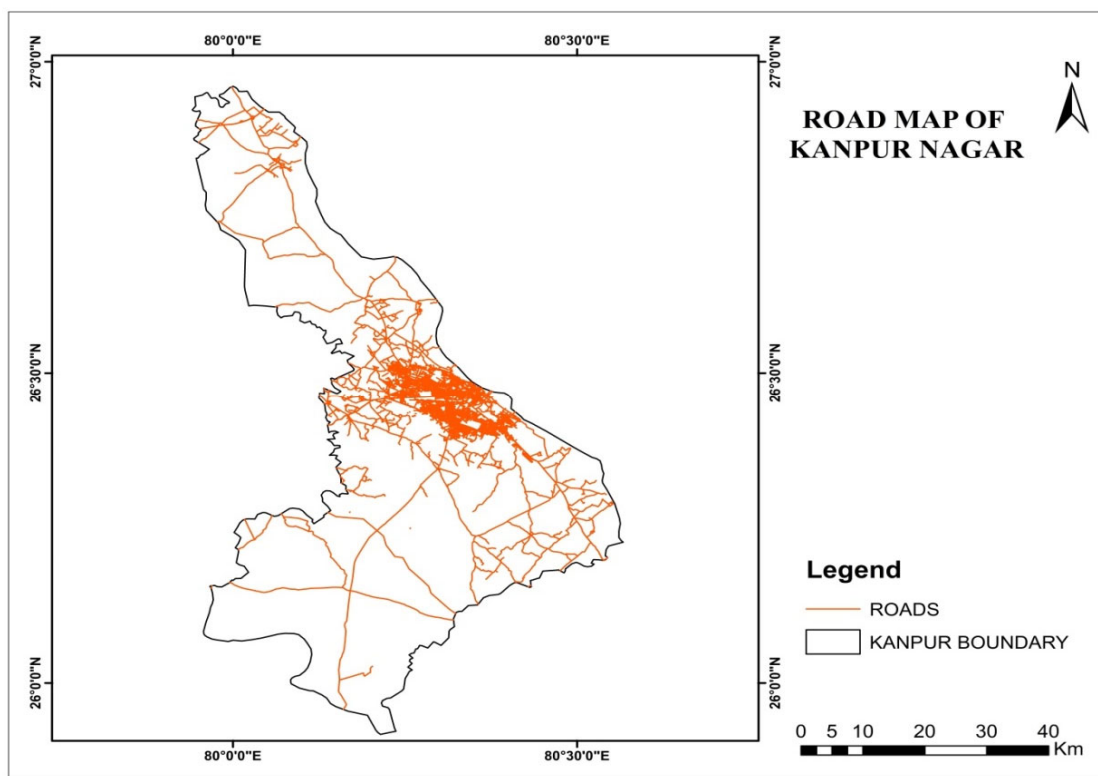 80°0'0"E 80°30'0"E
27°0'0"N 27°0'0"N
N
ROAD MAP OF
KANPUR NAGAR
26°30'0"N 26°30'0"N
Legend
ROADS
KANPUR BOUNDARY
26°0'0"N 26°0'0"N
0 5 10 20 30 40
Km
80°0'0"E 80°30'0"E